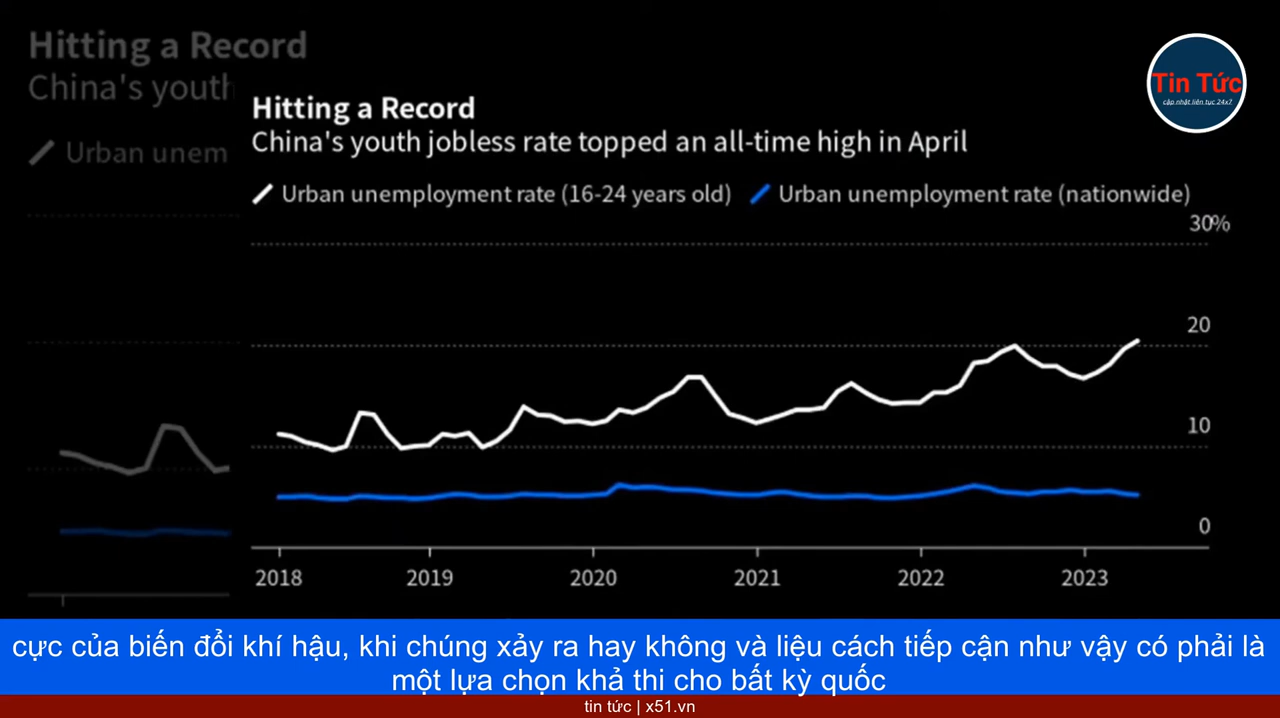 Hitting a Record
China's youth
Urban unem
Hitting a Record
China's youth jobless rate topped an all-time high in April
Urban unemployment rate (16-24 years old) Urban unemployment rate (nationwide)
30%
20
10
0
2018 2019 2020 2021 2022 2023
Tin Tức
cập nhật liên tục 24x7
cực của biến đổi khí hậu, khi chúng xảy ra hay không và liệu cách tiếp cận như vậy có phải là
một lựa chọn khả thi cho bất kỳ quốc
tin tức | x51.vn